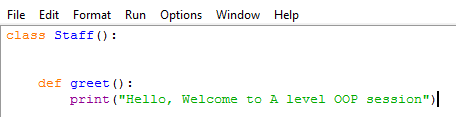 File Edit Format Run Options Window Help
class Staff():
def greet():
print("Hello, Welcome to A level OOP session")